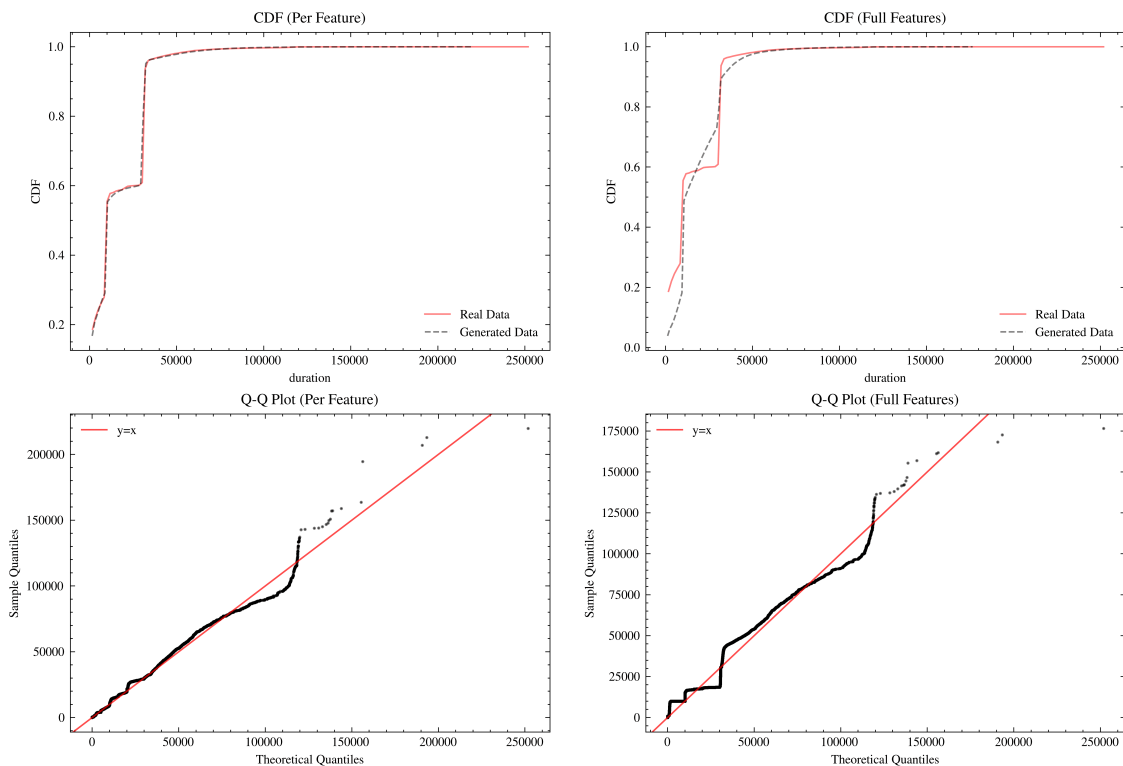 CDF (Per Feature)
1.0
0.8
0.6
0.4
0.2
CDF
0
50000
100000
150000
200000
250000
duration
Real Data
Generated Data
CDF (Full Features)
1.0
0.8
0.6
0.4
0.2
0.0
CDF
0
50000
100000
150000
200000
250000
duration
Real Data
Generated Data
Q-Q Plot (Per Feature)
y=x
200000
150000
100000
50000
0
Sample Quantiles
0
50000
100000
150000
200000
250000
Theoretical Quantiles
Q-Q Plot (Full Features)
y=x
175000
150000
125000
100000
75000
50000
25000
0
Sample Quantiles
0
50000
100000
150000
200000
250000
Theoretical Quantiles